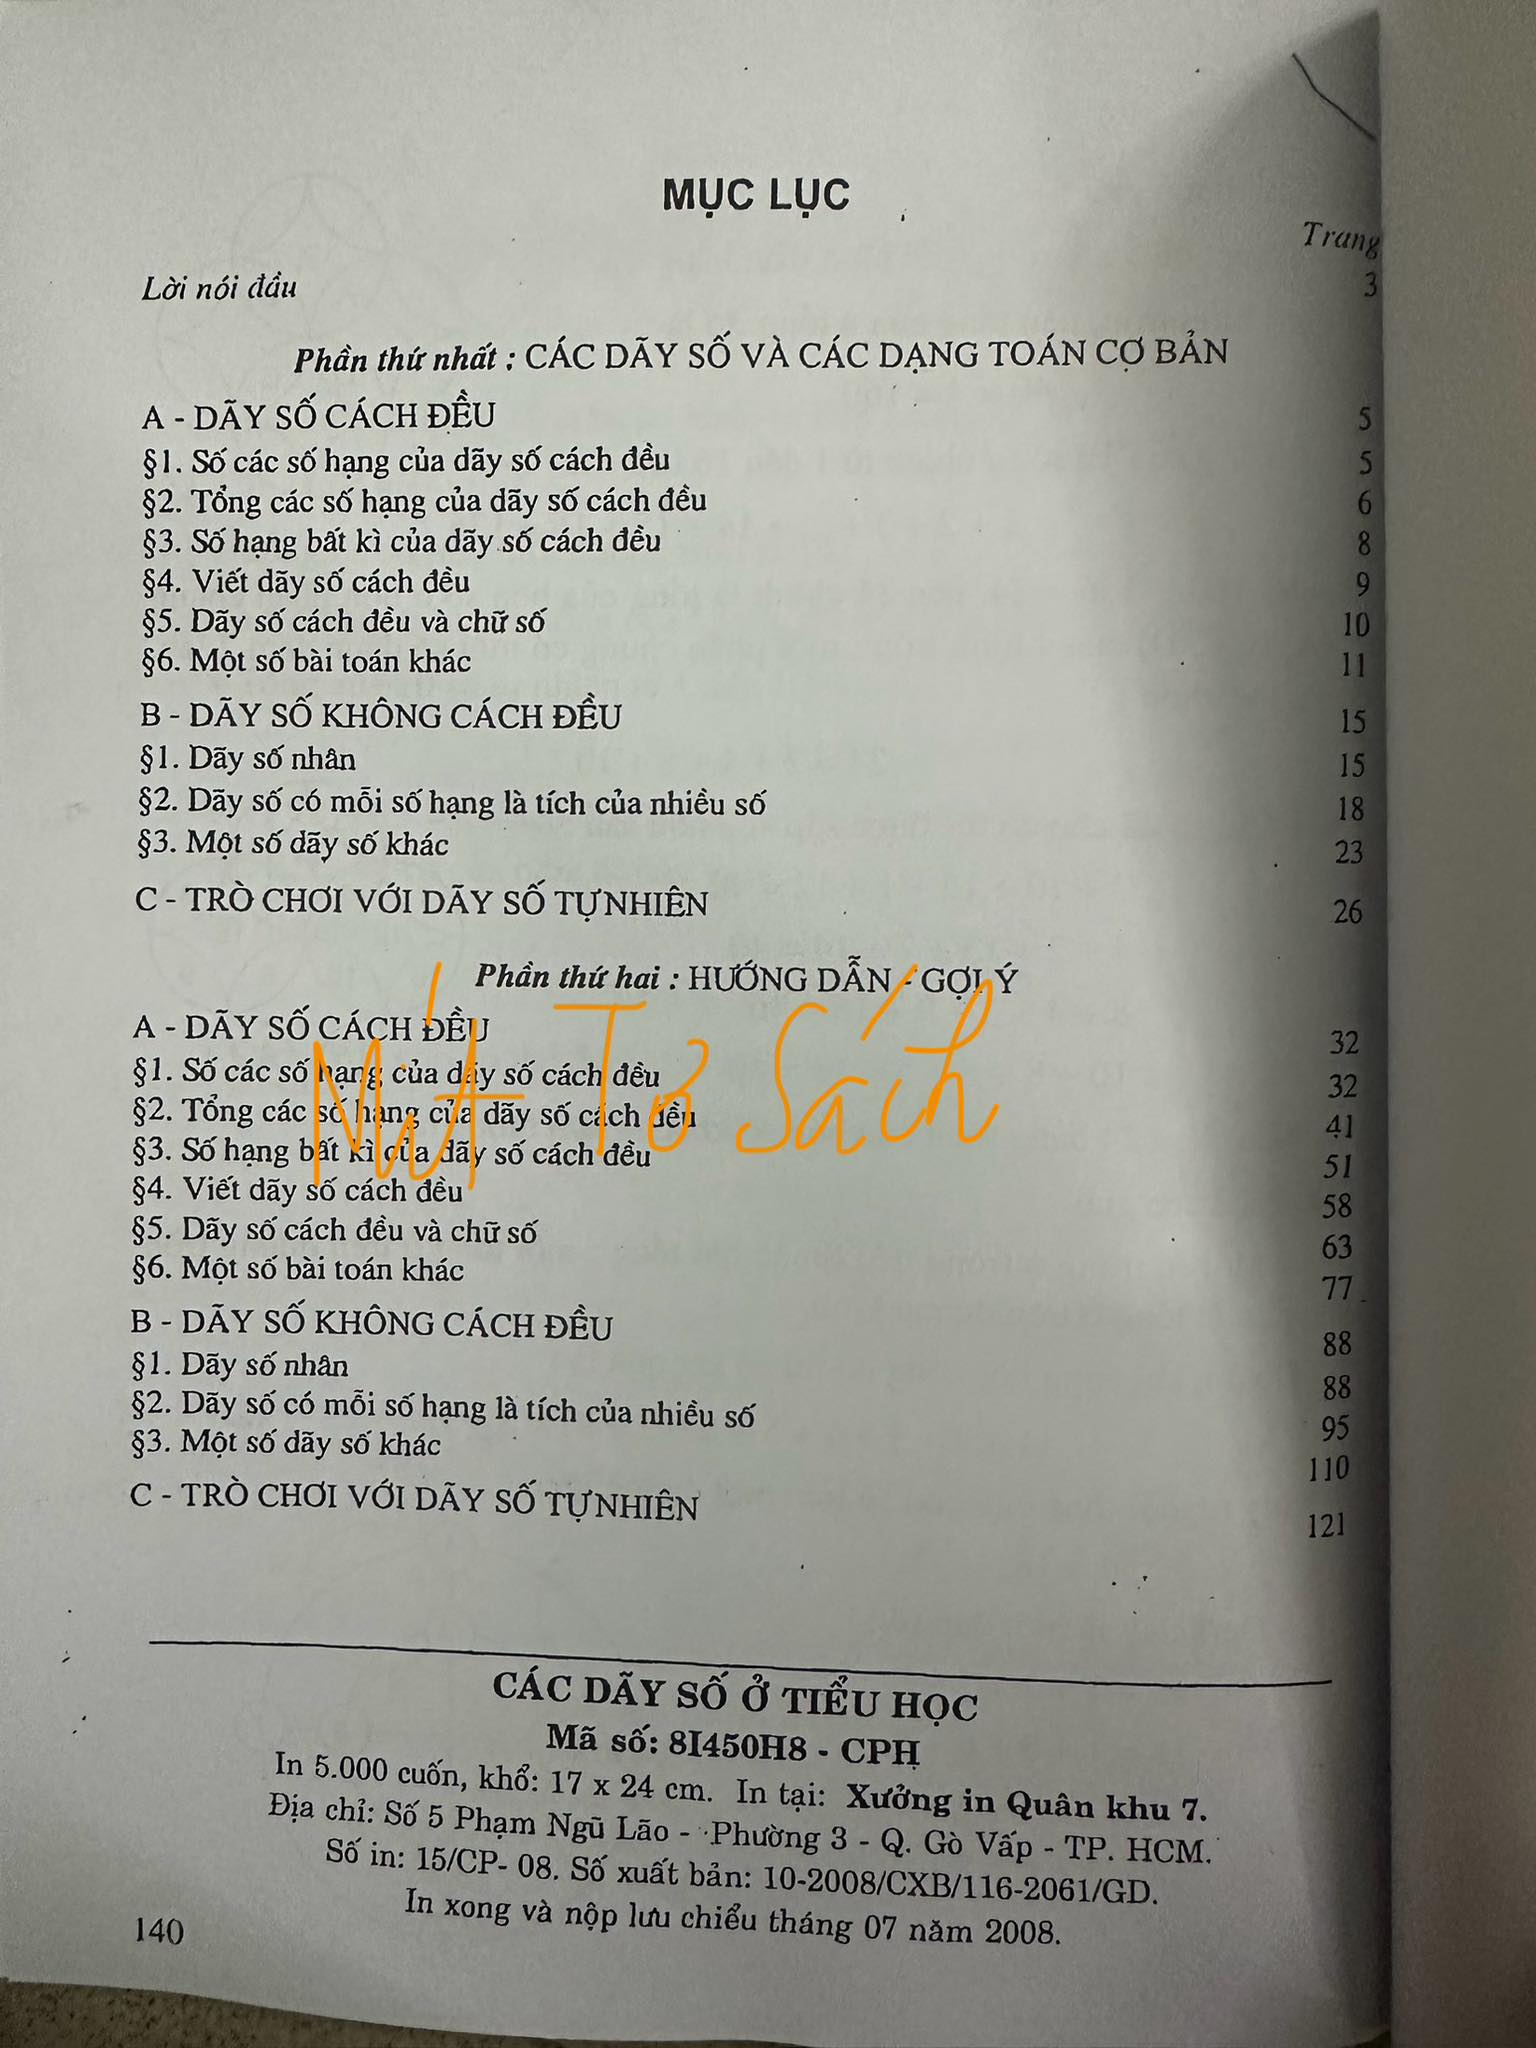 MỤC LỤC
Trang
Lời nói đầu 3
Phần thứ nhất : CÁC DÃY SỐ VÀ CÁC DẠNG TOÁN CƠ BẢN
A - DÃY SỐ CÁCH ĐỀU 5
§1. Số các số hạng của dãy số cách đều 5
§2. Tổng các số hạng của dãy số cách đều 6
§3. Số hạng bất kì của dãy số cách đều 8
§4. Viết dãy số cách đều 9
§5. Dãy số cách đều và chữ số 10
§6. Một số bài toán khác 11
B - DÃY SỐ KHÔNG CÁCH ĐỀU 15
§1. Dãy số nhân 15
§2. Dãy số có mỗi số hạng là tích của nhiều số 18
§3. Một số dãy số khác 23
C - TRÒ CHƠI VỚI DÃY SỐ TỰ NHIÊN 26
Phần thứ hai : HƯỚNG DẪN - GỢI Ý
A - DÃY SỐ CÁCH ĐỀU 32
§1. Số các số hạng của dãy số cách đều 32
§2. Tổng các số hạng của dãy số cách đều 41
§3. Số hạng bất kì của dãy số cách đều 51
§4. Viết dãy số cách đều 58
§5. Dãy số cách đều và chữ số 63
§6. Một số bài toán khác 77
Mứt Tơ Sách
B - DÃY SỐ KHÔNG CÁCH ĐỀU 88
§1. Dãy số nhân 88
§2. Dãy số có mỗi số hạng là tích của nhiều số 95
§3. Một số dãy số khác 110
C - TRÒ CHƠI VỚI DÃY SỐ TỰ NHIÊN 121
CÁC DÃY SỐ Ở TIỂU HỌC
Mã số: 8I450H8 - CPH
In 5.000 cuốn, khổ: 17 x 24 cm. In tại: Xưởng in Quân khu 7.
Địa chỉ: Số 5 Phạm Ngũ Lão - Phường 3 - Q. Gò Vấp - TP. HCM.
Số in: 15/CP- 08. Số xuất bản: 10-2008/CXB/116-2061/GD.
In xong và nộp lưu chiểu tháng 07 năm 2008.
140